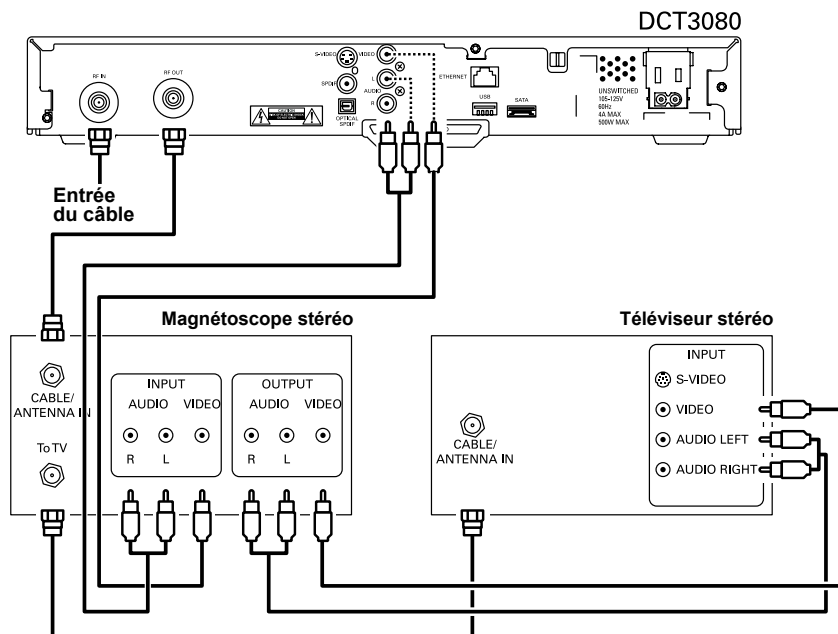 DCT3080
S-VIDEO
VIDEO
RF IN
RF OUT
SPDIF
L
AUDIO
R
OPTICAL
SPDIF
ETHERNET
USB
SATA
UNSWITCHED
105-125V
60Hz
4A MAX
500W MAX
Entrée
du câble
Magnétoscope stéréo
CABLE/
ANTENNA IN
To TV
INPUT
AUDIO VIDEO
R L
OUTPUT
AUDIO VIDEO
R L
Téléviseur stéréo
CABLE/
ANTENNA IN
INPUT
S-VIDEO
VIDEO
AUDIO LEFT
AUDIO RIGHT